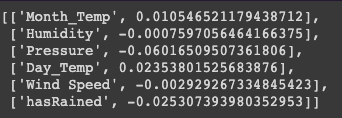 [['Month_Temp', 0.010546521179438712],
['Humidity', -0.0007597056464166375],
['Pressure', -0.06016509507361806],
['Day_Temp', 0.02353801525683876],
['Wind Speed', -0.002929267334845423],
['hasRained', -0.025307393980352953]]